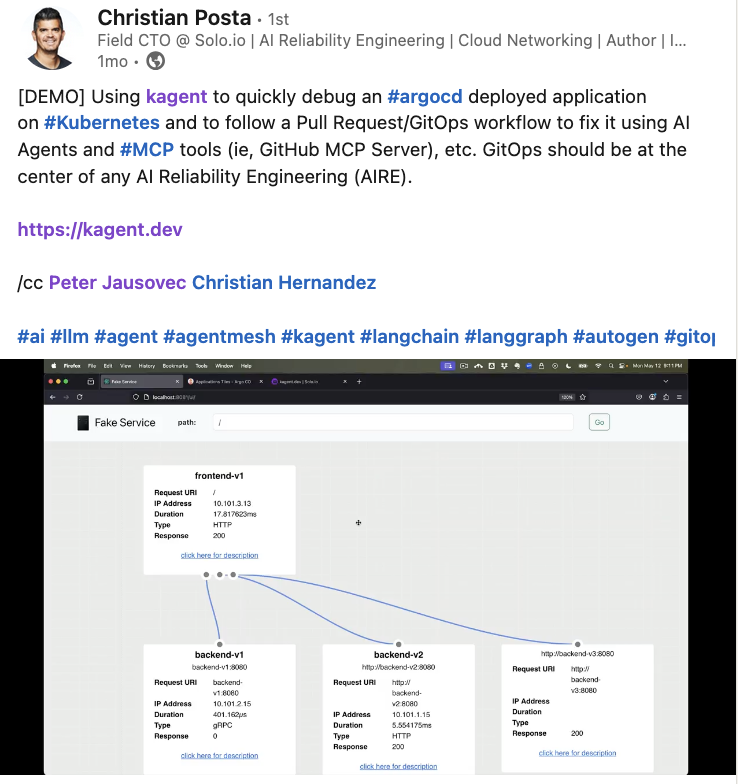 Christian Posta · 1st
Field CTO @ Solo.io | AI Reliability Engineering | Cloud Networking | Author | I...
1mo ·
[DEMO] Using kagent to quickly debug an #argocd deployed application
on #Kubernetes and to follow a Pull Request/GitOps workflow to fix it using AI
Agents and #MCP tools (ie, GitHub MCP Server), etc. GitOps should be at the
center of any AI Reliability Engineering (AIRE).
https://kagent.dev
/cc Peter Jausovec Christian Hernandez
#ai #llm #agent #agentmesh #kagent #langchain #langgraph #autogen #gitop
Firefox File Edit View History Bookmarks Tools Window Help
Mon May 12 9:11 PM
Fake Service
Applications Tiles - Argo CD
kagent.dev | Solo.io
100%
Fake Service path: / Go
frontend-v1
Request URI /
IP Address 10.101.3.13
Duration 17.817623ms
Type HTTP
Response 200
click here for description
backend-v1
backend-v1:8080
Request URI backend-
v1:8080
IP Address 10.101.2.15
Duration 401.162µs
Type gRPC
Response 0
click here for description
backend-v2
http://backend-v2:8080
Request URI http://
backend-
v2:8080
IP Address 10.101.1.15
Duration 5.554175ms
Type HTTP
Response 200
click here for description
http://backend-v3:8080
Request URI http://
backend-
v3:8080
IP Address
Duration
Type
Response 200
click here for description